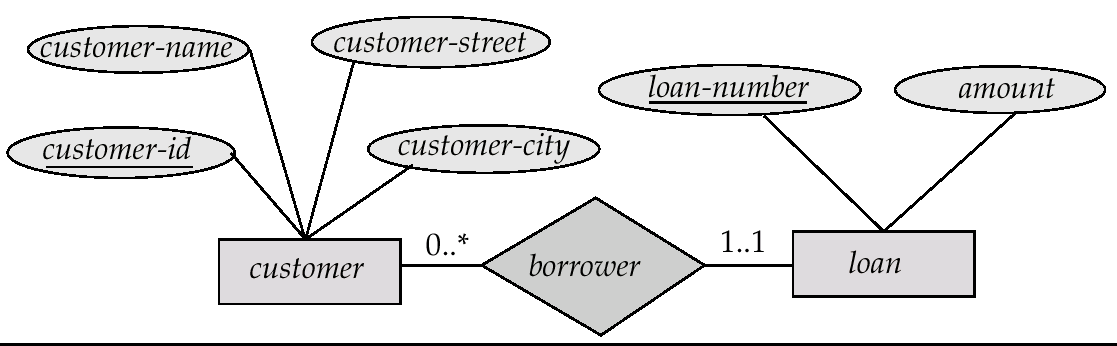 customer-name
customer-street
customer-id
customer-city
loan-number
amount
customer
0..*
borrower
1..1
loan